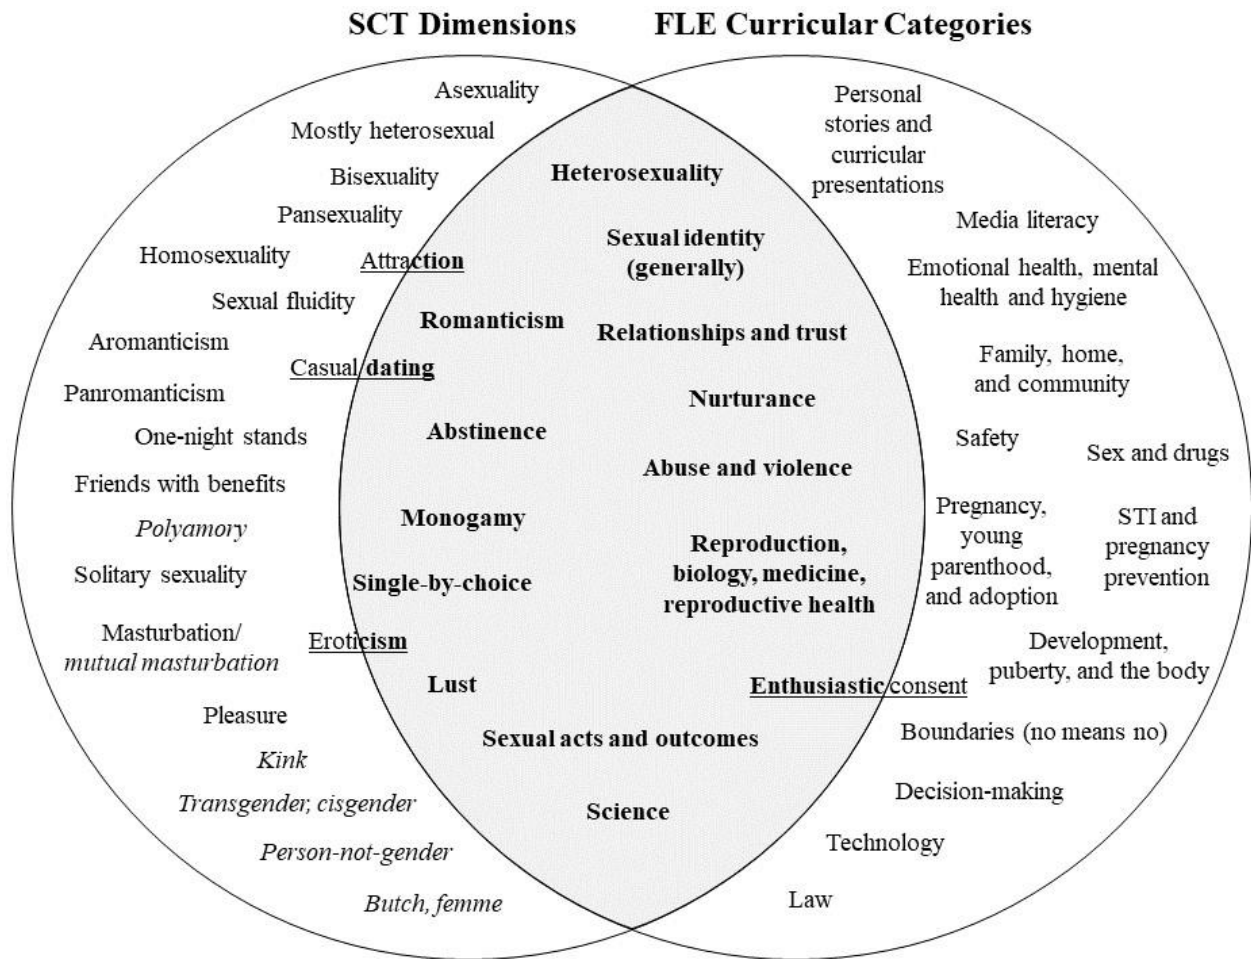 SCT Dimensions
FLE Curricular Categories
Asexuality
Mostly heterosexual
Bisexuality
Pansexuality
Homosexuality
Attraction
Sexual fluidity
Aromanticism
Casual dating
Panromanticism
One-night stands
Friends with benefits
Polyamory
Solitary sexuality
Masturbation/
mutual masturbation
Eroticism
Pleasure
Kink
Transgender, cisgender
Person-not-gender
Butch, femme
Heterosexuality
Sexual identity
(generally)
Romanticism
Relationships and trust
Nurturance
Abstinence
Abuse and violence
Monogamy
Reproduction,
biology, medicine,
reproductive health
Single-by-choice
Lust
Enthusiastic consent
Sexual acts and outcomes
Science
Personal
stories and
curricular
presentations
Media literacy
Emotional health, mental
health and hygiene
Family, home,
and community
Safety
Sex and drugs
Pregnancy,
young
parenthood,
and adoption
STI and
pregnancy
prevention
Development,
puberty, and the body
Boundaries (no means no)
Decision-making
Technology
Law